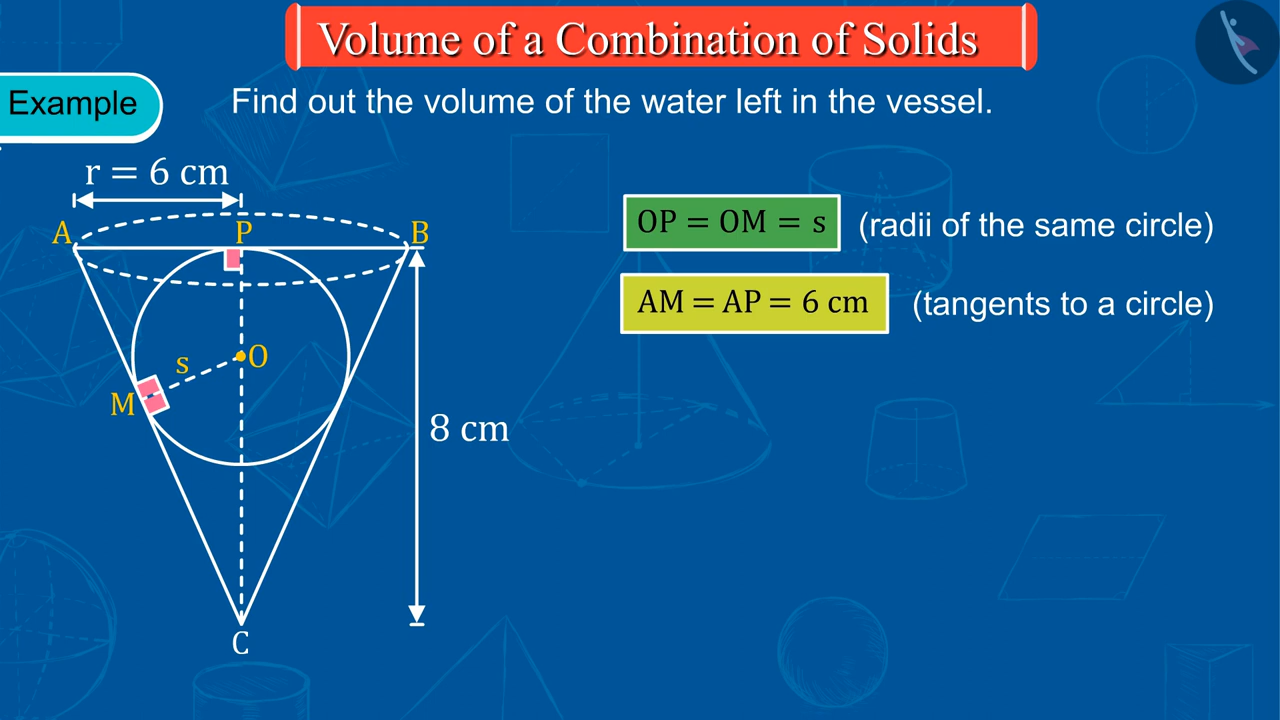 Volume of a Combination of Solids
Example
Find out the volume of the water left in the vessel.
r = 6 cm
A
P
B
OP = OM = s (radii of the same circle)
AM = AP = 6 cm (tangents to a circle)
s
O
M
8 cm
C